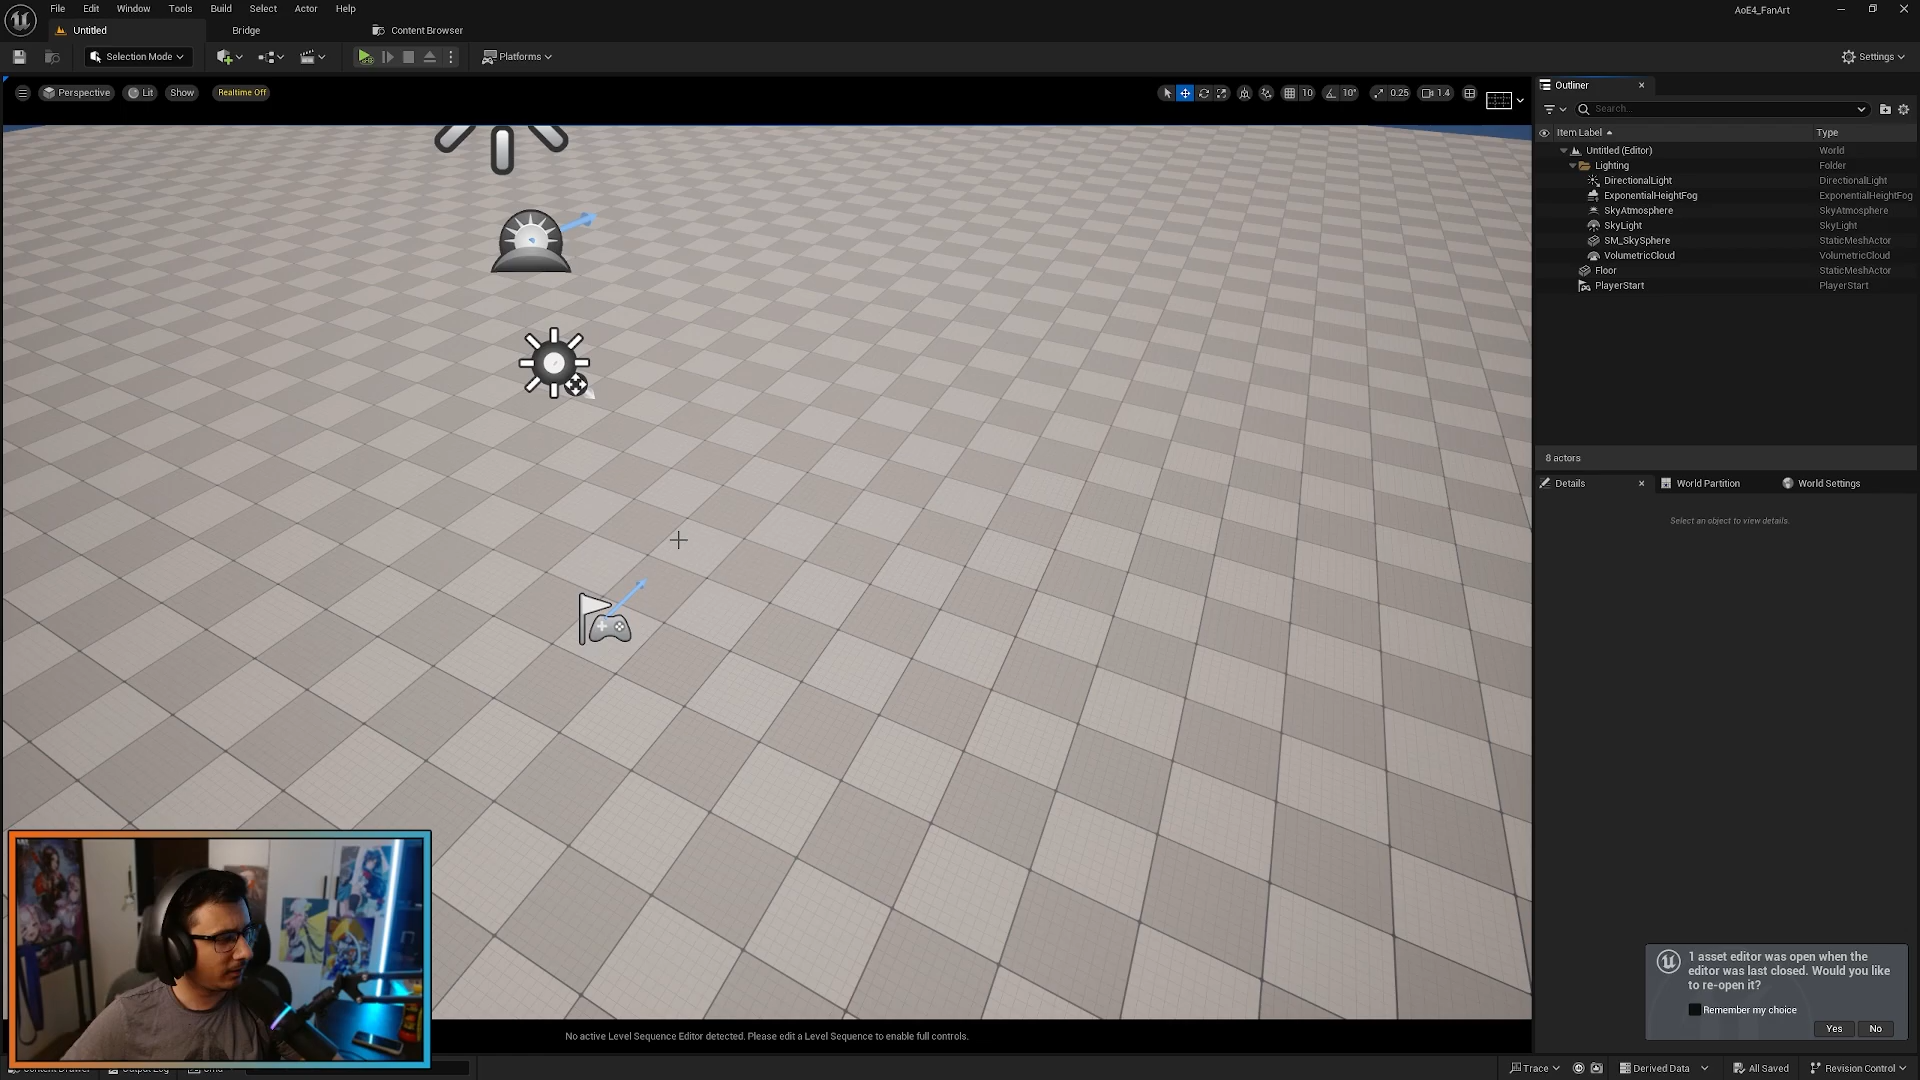 File Edit Window Tools Build Select Actor Help
AoE4_FanArt
Untitled
Bridge
Content Browser
Selection Mode
Platforms
Settings
Perspective
Lit
Show
Realtime Off
10
10°
0.25
1.4
Outliner
Search...
Item Label
Type
Untitled (Editor)
World
Lighting
Folder
DirectionalLight
DirectionalLight
ExponentialHeightFog
ExponentialHeightFog
SkyAtmosphere
SkyAtmosphere
SkyLight
SkyLight
SM_SkySphere
StaticMeshActor
VolumetricCloud
VolumetricCloud
Floor
StaticMeshActor
PlayerStart
PlayerStart
8 actors
Details
World Partition
World Settings
Select an object to view details.
1 asset editor was open when the
editor was last closed. Would you like
to re-open it?
Remember my choice
Yes
No
No active Level Sequence Editor detected. Please edit a Level Sequence to enable full controls.
Trace
Derived Data
All Saved
Revision Control